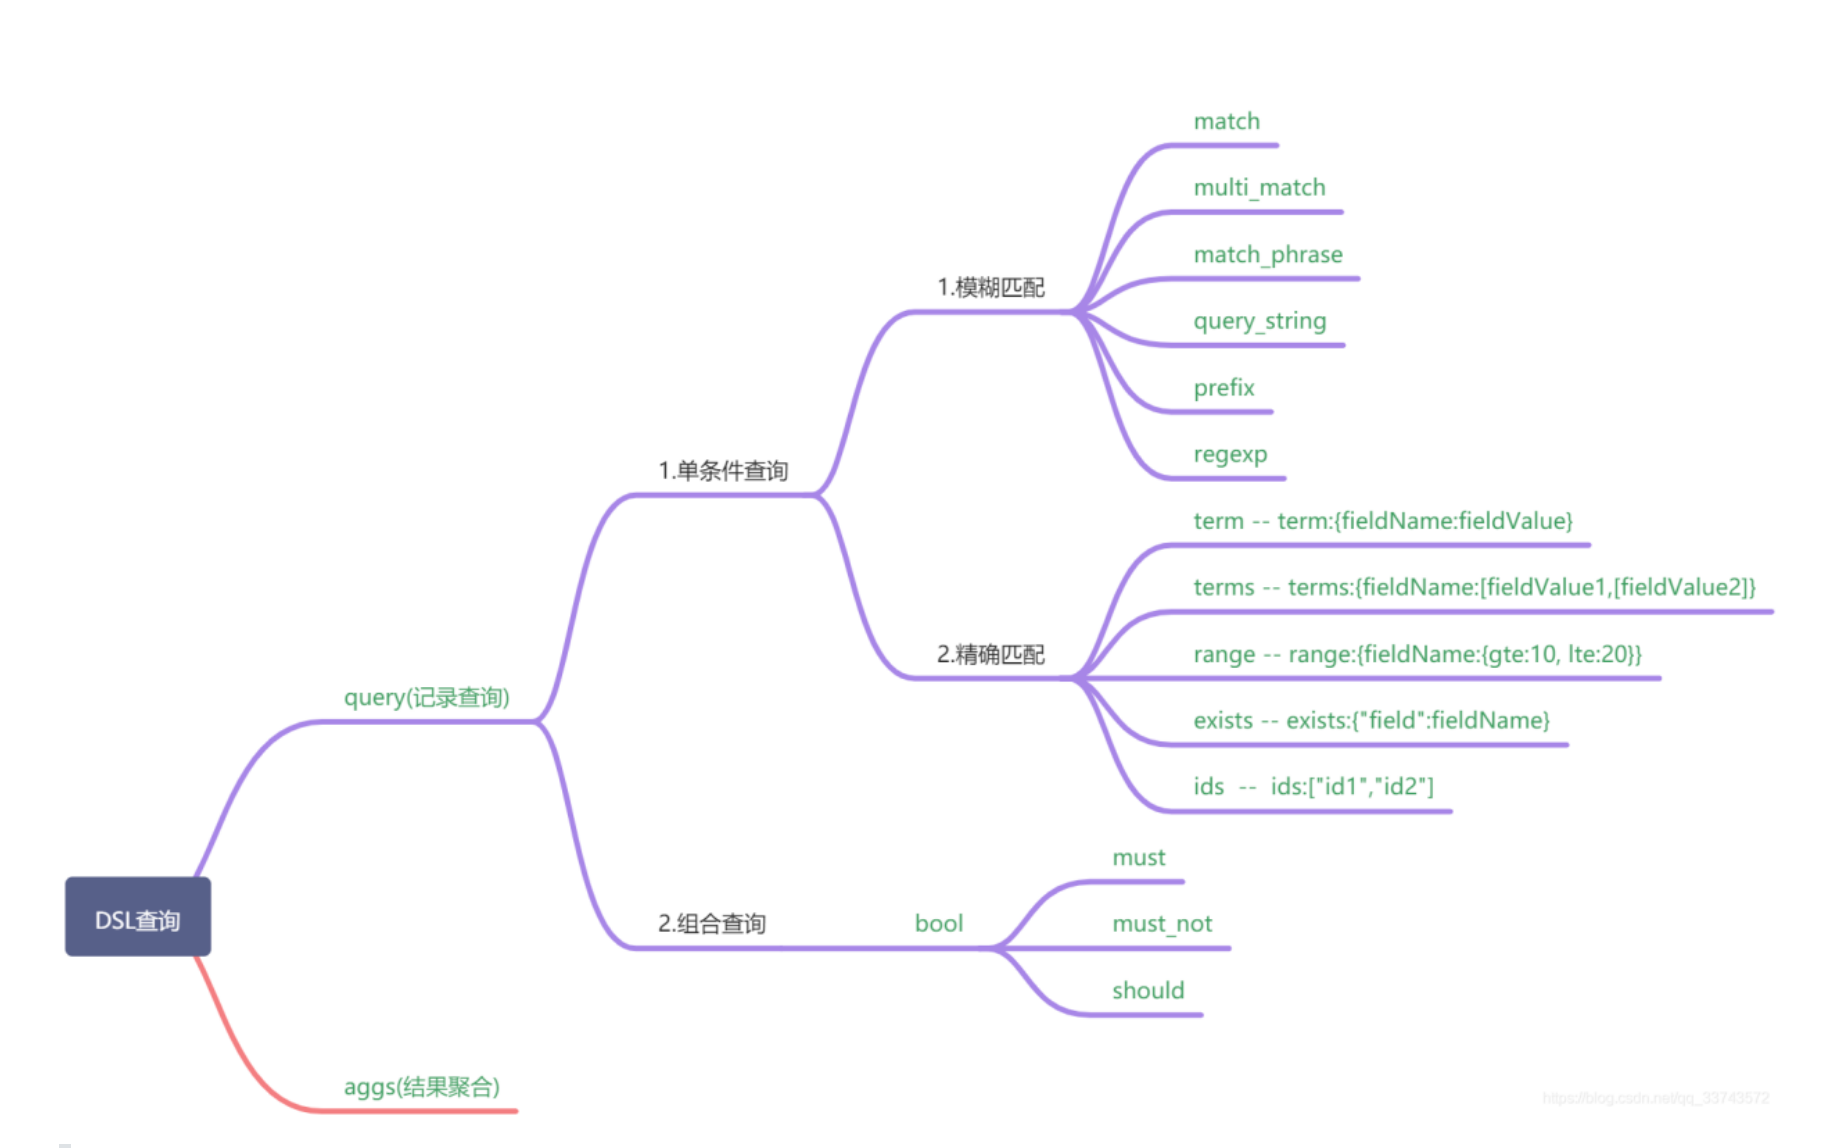 match
multi_match
match_phrase
1.模糊匹配
query_string
prefix
regexp
1.单条件查询
term -- term:{fieldName:fieldValue}
terms -- terms:{fieldName:[fieldValue1,[fieldValue2]}
2.精确匹配
range -- range:{fieldName:{gte:10, lte:20}}
exists -- exists:{"field":fieldName}
ids -- ids:["id1","id2"]
query(记录查询)
must
2.组合查询
bool
must_not
should
DSL查询
aggs(结果聚合)
https://blog.csdn.net/qq_33743572